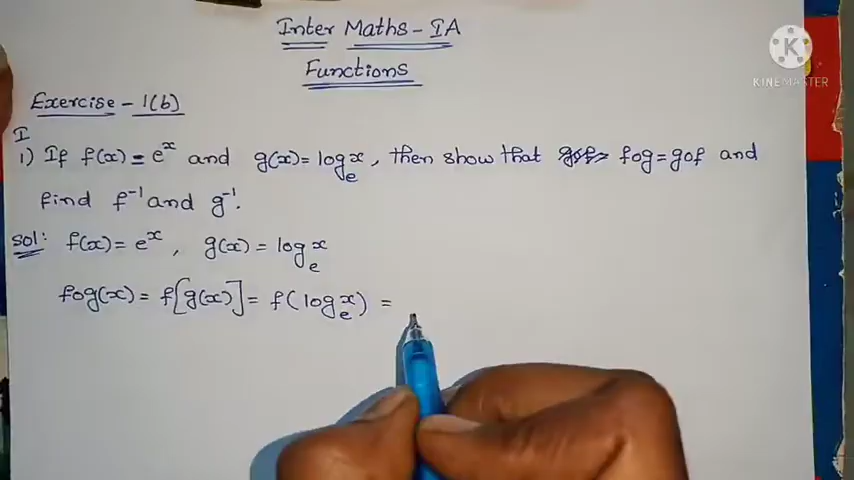 Inter Maths - IA
Functions
KINEMASTER
Exercise - 1(b)
I
1) If f(x) = e^x and g(x) = log_e x, then show that fog = gof and
find f^-1 and g^-1.
Sol: f(x) = e^x, g(x) = log_e x
fog(x) = f[g(x)] = f(log_e x) =